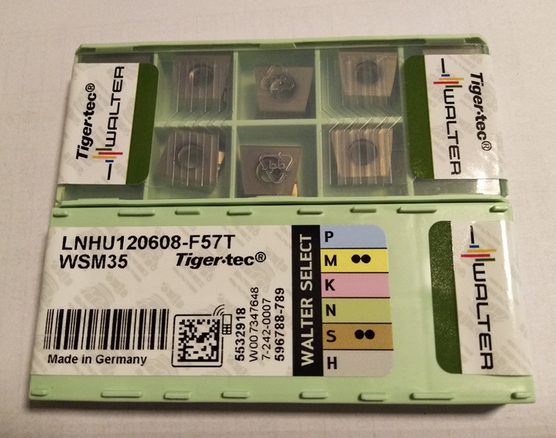 Tiger·tec®
WALTER
Tiger·tec®
WALTER
LNHU120608-F57T
WSM35 Tiger·tec®
Made in Germany
5532918
W007347648
7-242-0007
596788-789
WALTER SELECT
P
M
K
N
S
H
WALTER